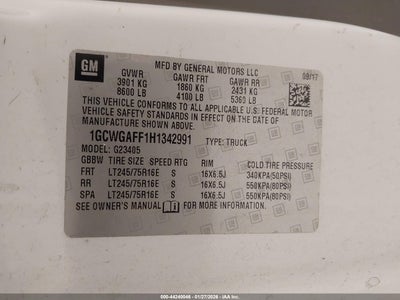 GM
MFD BY GENERAL MOTORS LLC
09/17
GVWR GAWR FRT GAWR RR
3901 KG 1860 KG 2431 KG
8600 LB 4100 LB 5360 LB
THIS VEHICLE CONFORMS TO ALL APPLICABLE U.S. FEDERAL MOTOR
VEHICLE SAFETY STANDARDS IN EFFECT ON THE DATE OF
MANUFACTURE SHOWN ABOVE.
1GCWGAFF1H1342991 TYPE: TRUCK
MODEL: G23405
GBBW TIRE SIZE SPEED RTG RIM COLD TIRE PRESSURE
FRT LT245/75R16E S 16X6.5J 340KPA(50PSI)
RR LT245/75R16E S 16X6.5J 550KPA(80PSI)
SPA LT245/75R16E S 16X6.5J 550KPA(80PSI)
SEE OWNER'S MANUAL FOR MORE INFORMATION.
000-44240046 - 01/27/2026 - IAA Inc.